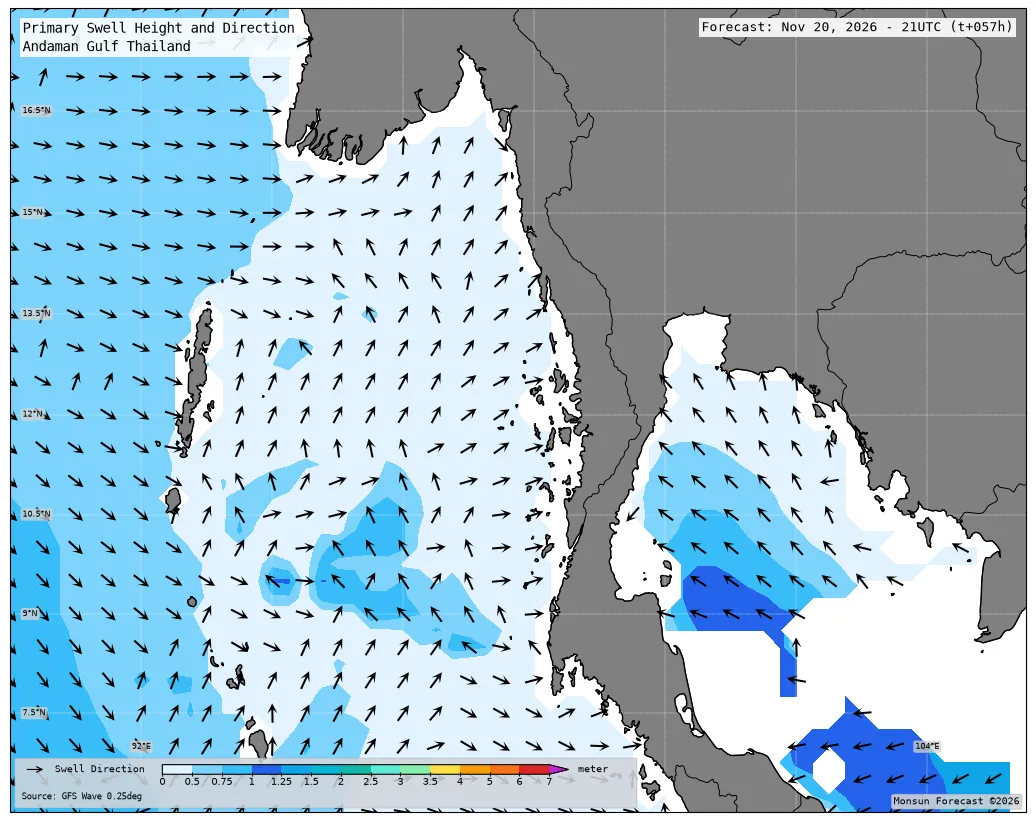 Primary Swell Height and Direction
Andaman Gulf Thailand
Forecast: Nov 20, 2026 - 21UTC (t+057h)
16.5°N
15°N
13.5°N
12°N
10.5°N
9°N
7.5°N
92°E
104°E
Swell Direction
meter
0 0.5 0.75 1 1.25 1.5 2 2.5 3 3.5 4 5 6 7
Source: GFS Wave 0.25deg
Monsun Forecast ©2026